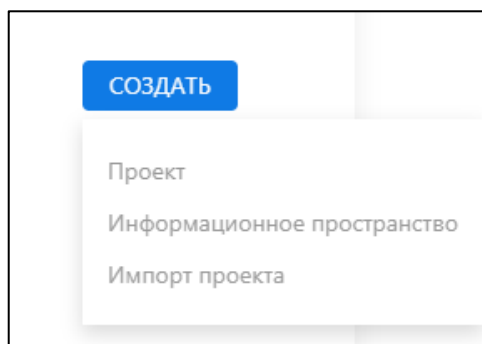 СОЗДАТЬ
Проект
Информационное пространство
Импорт проекта